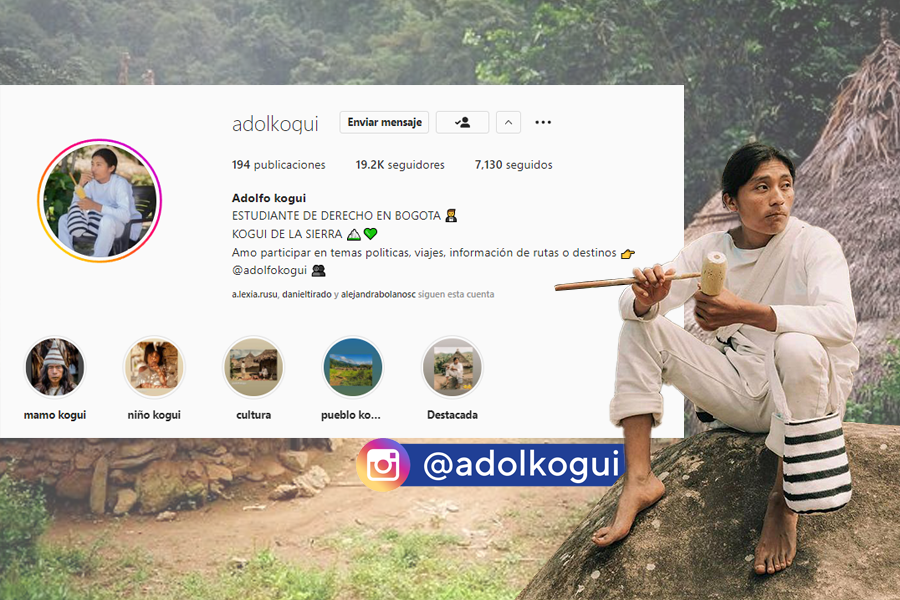 adolkogui
Enviar mensaje
194 publicaciones 19.2K seguidores 7,130 seguidos
Adolfo kogui
ESTUDIANTE DE DERECHO EN BOGOTA 👩‍🎓
KOGUI DE LA SIERRA 🏔💚
Amo participar en temas politicas, viajes, información de rutas o destinos 👉
@adolfokogui 👥
a.lexia.rusu, danieltirado y alejandrabolanosc siguen esta cuenta
mamo kogui niño kogui cultura pueblo ko... Destacada
@adolkogui